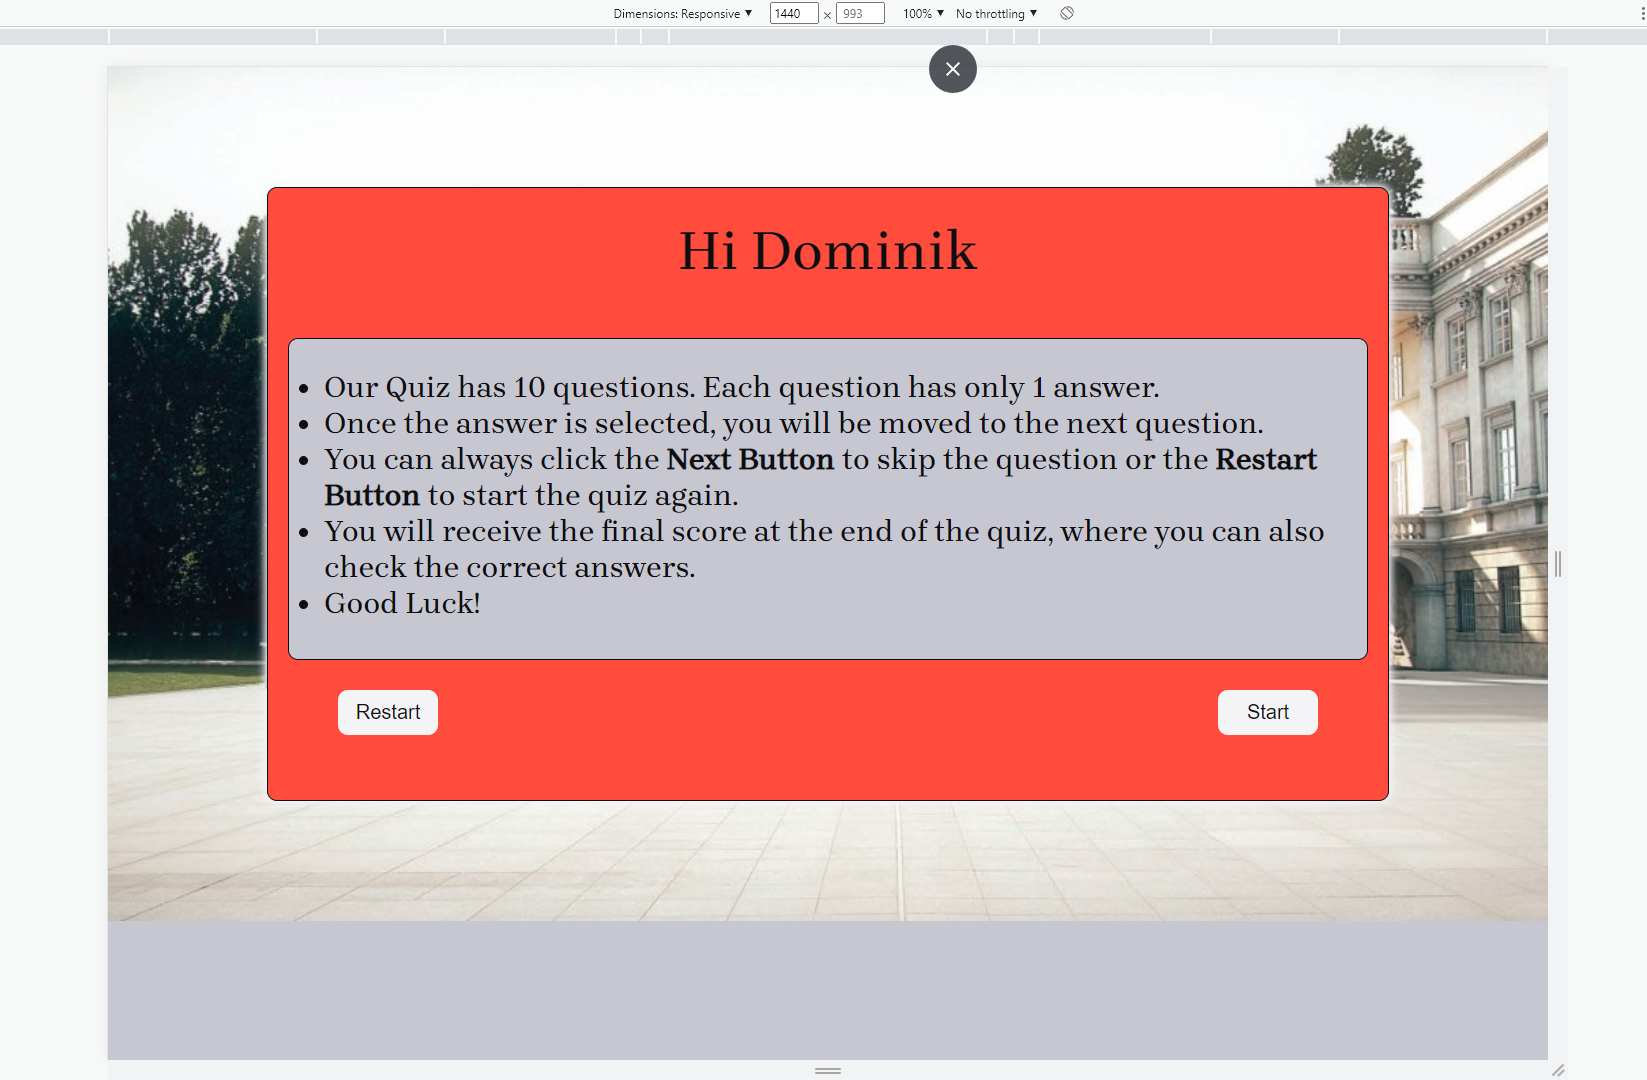 Dimensions: Responsive ▼ 1440 × 993 100% ▼ No throttling ▼
Hi Dominik
• Our Quiz has 10 questions. Each question has only 1 answer.
• Once the answer is selected, you will be moved to the next question.
• You can always click the Next Button to skip the question or the Restart
Button to start the quiz again.
• You will receive the final score at the end of the quiz, where you can also
check the correct answers.
• Good Luck!
Restart Start